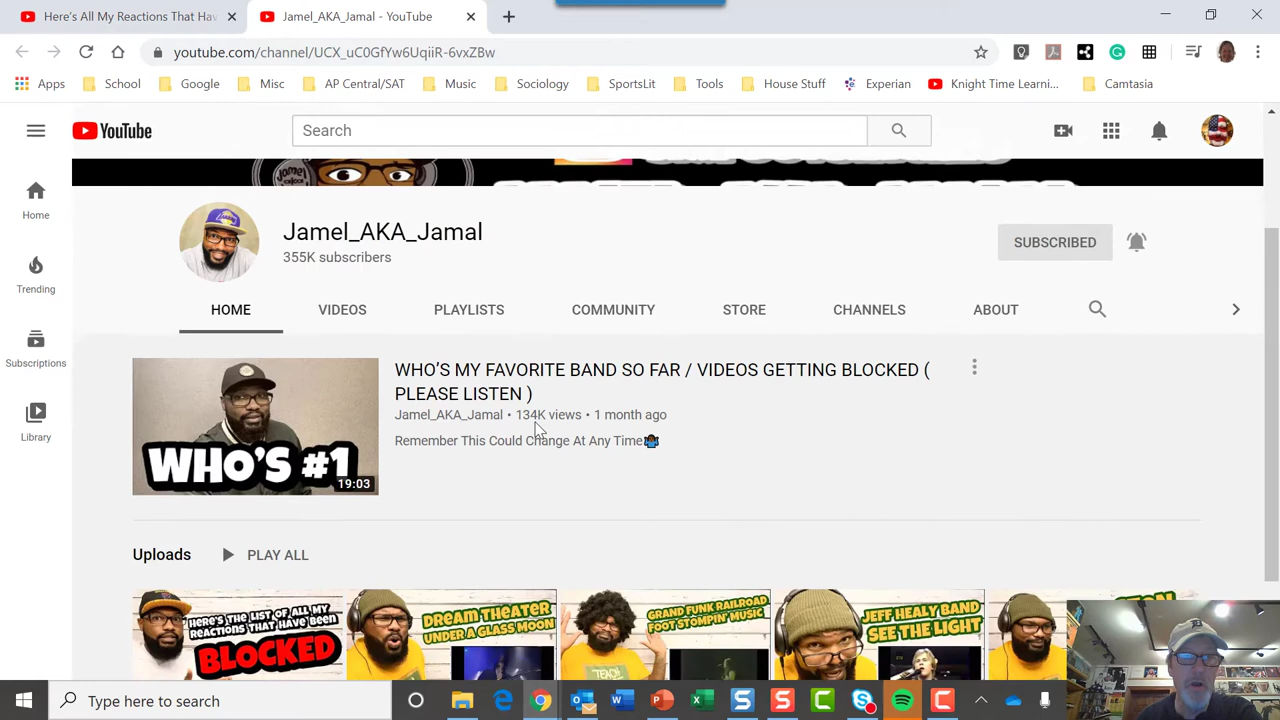 Here's All My Reactions That Hav
Jamel_AKA_Jamal - YouTube
youtube.com/channel/UCX_uC0GfYw6UqiiR-6vxZBw
Apps School Google Misc AP Central/SAT Music Sociology SportsLit Tools House Stuff Experian Knight Time Learni... Camtasia
YouTube
Search
Home
Trending
Subscriptions
Library
Jamel_AKA_Jamal
355K subscribers
SUBSCRIBED
HOME VIDEOS PLAYLISTS COMMUNITY STORE CHANNELS ABOUT
WHO'S #1
19:03
WHO'S MY FAVORITE BAND SO FAR / VIDEOS GETTING BLOCKED (
PLEASE LISTEN )
Jamel_AKA_Jamal • 134K views • 1 month ago
Remember This Could Change At Any Time
Uploads PLAY ALL
HERE'S THE LIST OF ALL MY
REACTIONS THAT HAVE BEEN
BLOCKED
DREAM THEATER
UNDER A GLASS MOON
GRAND FUNK RAILROAD
FOOT STOMPIN' MUSIC
JEFF HEALY BAND
SEE THE LIGHT
Type here to search